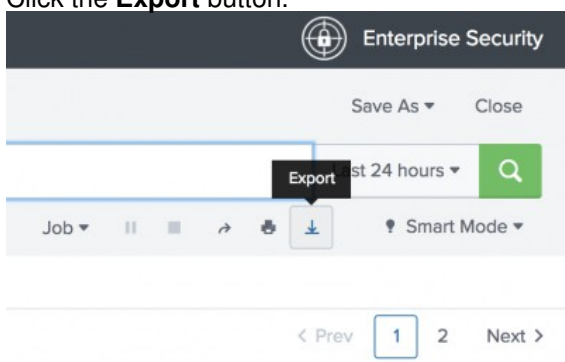 Click the Export button.
Enterprise Security
Save As Close
Export
st 24 hours
Job Smart Mode
< Prev 1 2 Next >